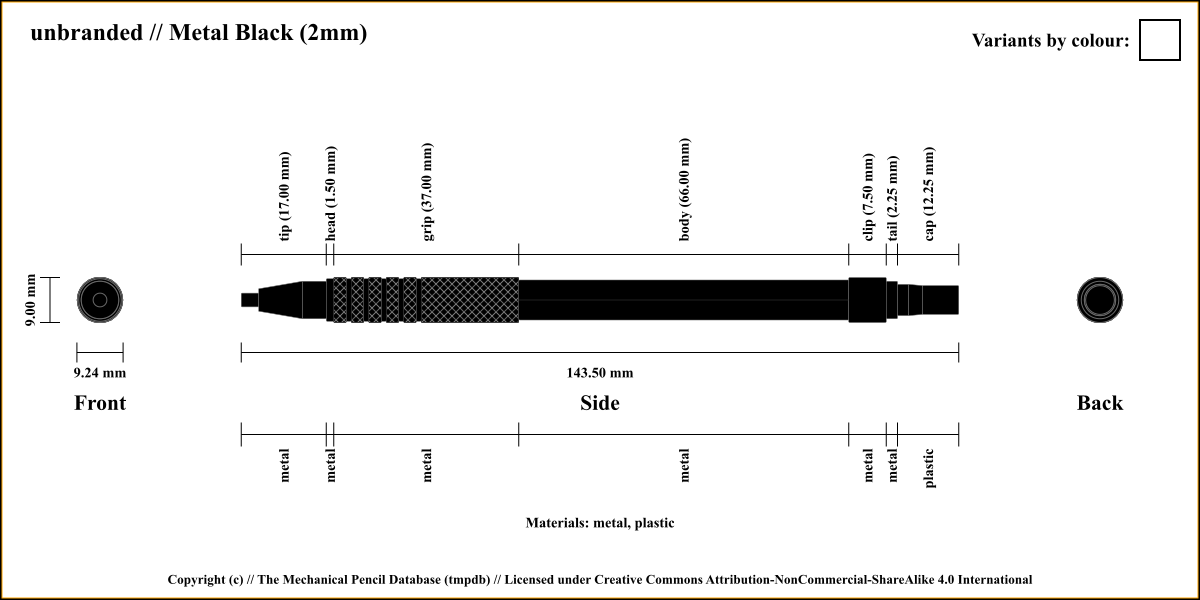 unbranded // Metal Black (2mm)
Variants by colour:
tip (17.00 mm)
head (1.50 mm)
grip (37.00 mm)
body (66.00 mm)
clip (7.50 mm)
tail (2.25 mm)
cap (12.25 mm)
9.00 mm
9.24 mm
143.50 mm
Front
Side
Back
metal
metal
metal
metal
metal
metal
plastic
Materials: metal, plastic
Copyright (c) // The Mechanical Pencil Database (tmpdb) // Licensed under Creative Commons Attribution-NonCommercial-ShareAlike 4.0 International